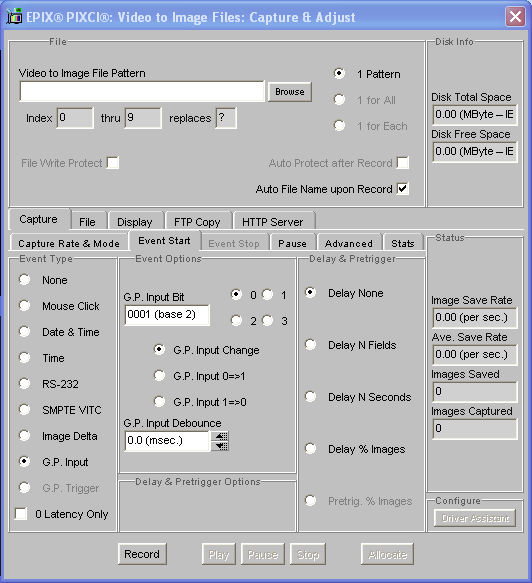 EPIX® PIXCI®: Video to Image Files: Capture & Adjust
File
Disk Info
Video to Image File Pattern
1 Pattern
Browse
1 for All
Disk Total Space
0.00 (MByte – IE
Index 0 thru 9 replaces ?
1 for Each
Disk Free Space
0.00 (MByte – IE
File Write Protect
Auto Protect after Record
Auto File Name upon Record
Capture File Display FTP Copy HTTP Server
Capture Rate & Mode Event Start Event Stop Pause Advanced Stats
Status
Event Type
Event Options
Delay & Pretrigger
None
Mouse Click
Date & Time
Time
RS-232
SMPTE VITC
Image Delta
G.P. Input
G.P. Trigger
0 Latency Only
G.P. Input Bit
0001 (base 2)
0 1
2 3
G.P. Input Change
G.P. Input 0=>1
G.P. Input 1=>0
G.P. Input Debounce
0.0 (msec.)
Delay & Pretrigger Options
Delay None
Delay N Fields
Delay N Seconds
Delay % Images
Pretrig. % Images
Image Save Rate
0.00 (per sec.)
Ave. Save Rate
0.00 (per sec.)
Images Saved
0
Images Captured
0
Configure
Driver Assistant
Record Play Pause Stop Allocate